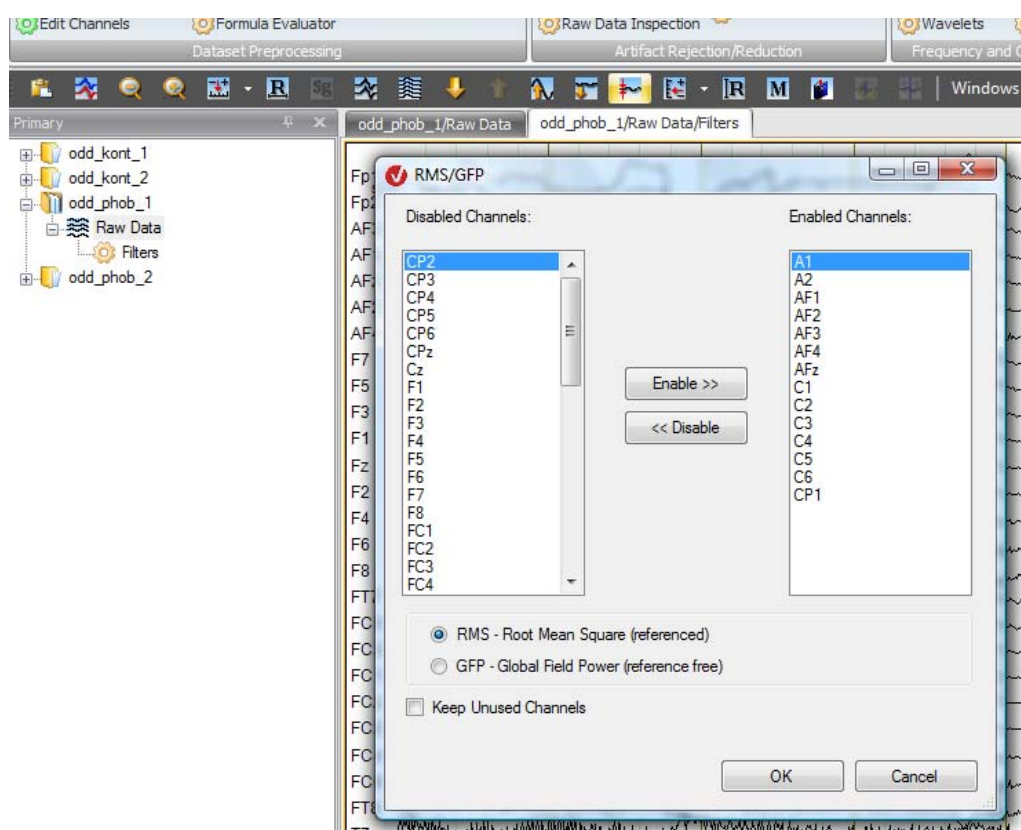 Edit Channels Formula Evaluator Raw Data Inspection Wavelets
Dataset Preprocessing Artifact Rejection/Reduction Frequency and
R Sg R M Windows
Primary
odd_kont_1
odd_kont_2
odd_phob_1
Raw Data
Filters
odd_phob_2
odd_phob_1/Raw Data odd_phob_1/Raw Data/Filters
Fp
Fp2
AF
AF
AF
AF
AF
F7
F5
F3
F1
Fz
F2
F4
F6
F8
FT
FC
FC
FC
FC
FC
FC
FC
FT8
RMS/GFP
Disabled Channels:
CP2
CP3
CP4
CP5
CP6
CPz
Cz
F1
F2
F3
F4
F5
F6
F7
F8
FC1
FC2
FC3
FC4
Enable >>
<< Disable
Enabled Channels:
A1
A2
AF1
AF2
AF3
AF4
AFz
C1
C2
C3
C4
C5
C6
CP1
RMS - Root Mean Square (referenced)
GFP - Global Field Power (reference free)
Keep Unused Channels
OK Cancel